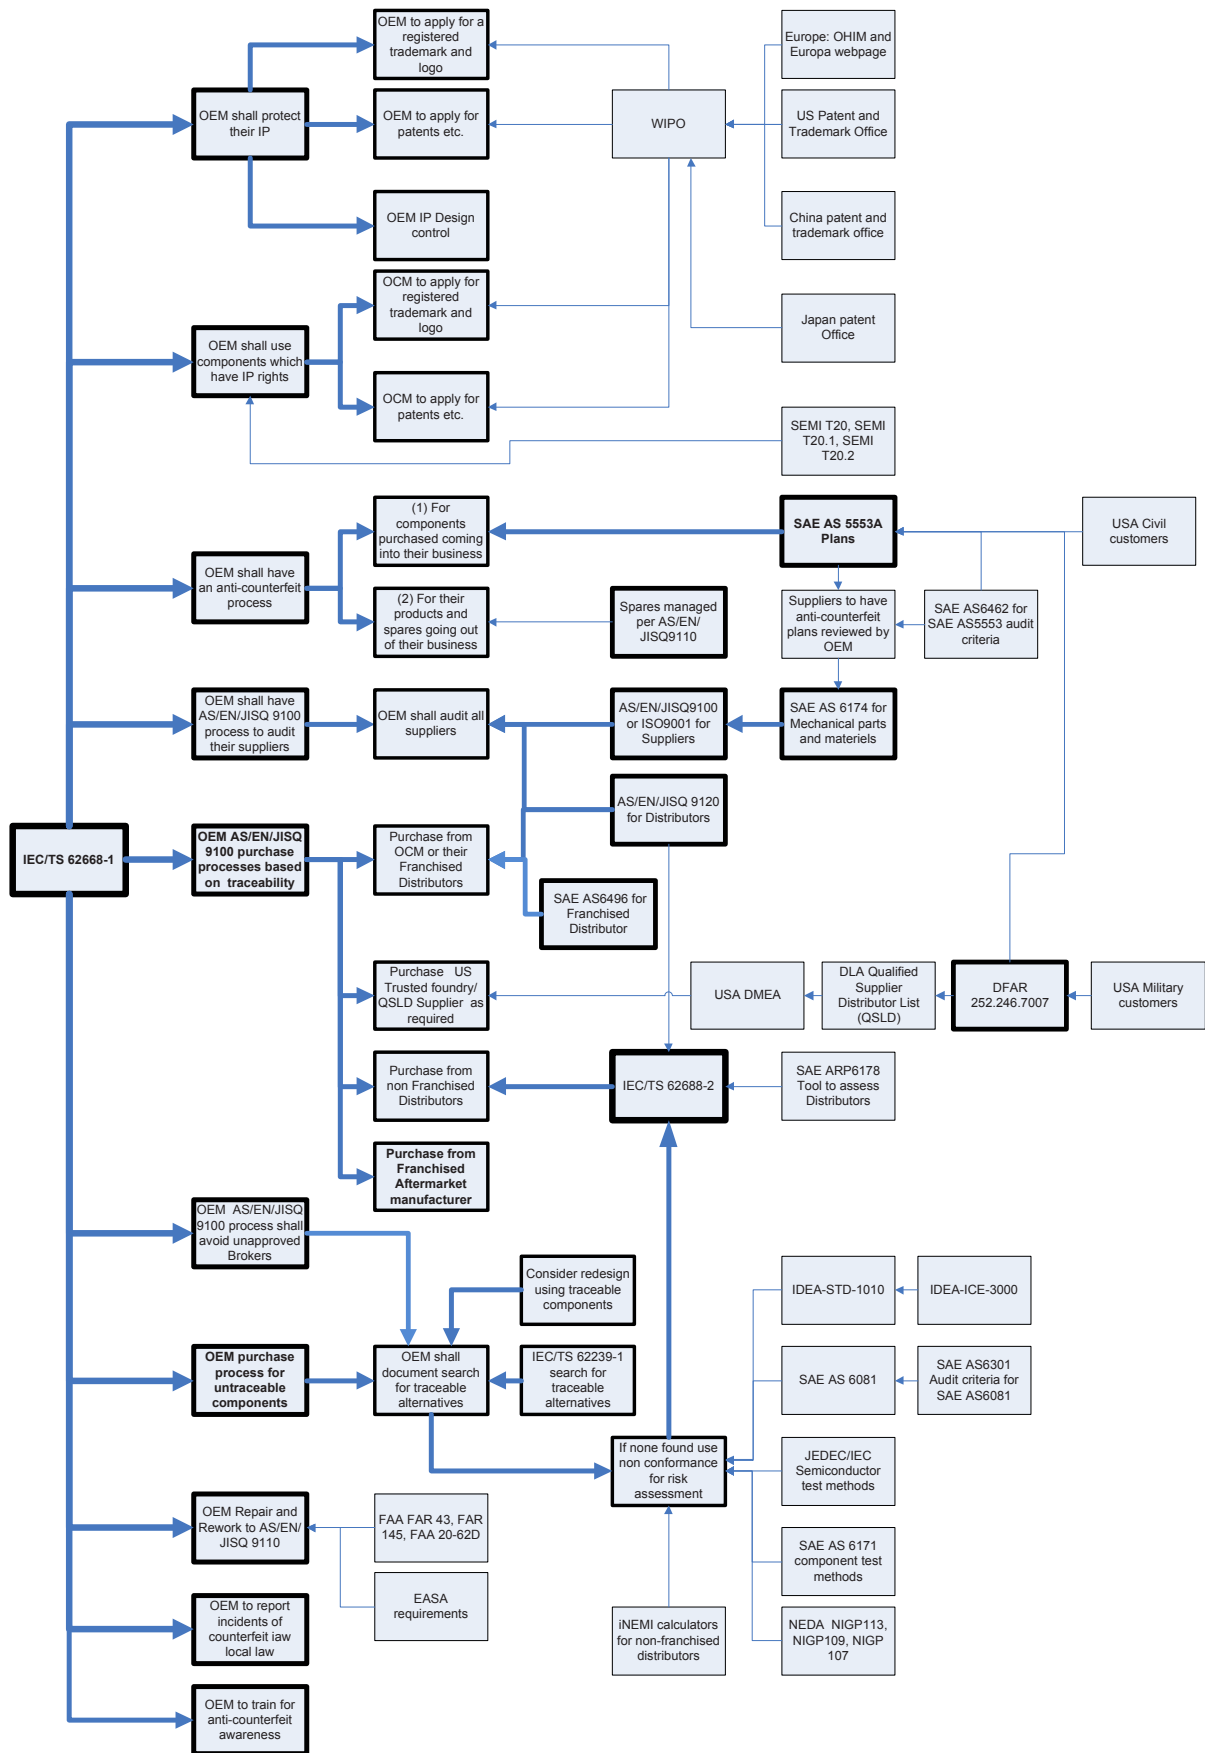 OEM to apply for a
registered
trademark and
logo
Europe: OHIM and
Europa webpage
OEM shall protect
their IP
OEM to apply for
patents etc.
WIPO
US Patent and
Trademark Office
OEM IP Design
control
China patent and
trademark office
OCM to apply for
registered
trademark and
logo
Japan patent
Office
OEM shall use
components which
have IP rights
OCM to apply for
patents etc.
SEMI T20, SEMI
T20.1, SEMI
T20.2
(1) For
components
purchased coming
into their business
SAE AS 5553A
Plans
USA Civil
customers
OEM shall have
an anti-counterfeit
process
(2) For their
products and
spares going out
of their business
Spares managed
per AS/EN/
JISQ9110
Suppliers to have
anti-counterfeit
plans reviewed by
OEM
SAE AS6462 for
SAE AS5553 audit
criteria
OEM shall have
AS/EN/JISQ 9100
process to audit
their suppliers
OEM shall audit all
suppliers
AS/EN/JISQ9100
or ISO9001 for
Suppliers
SAE AS 6174 for
Mechanical parts
and materiels
AS/EN/JISQ 9120
for Distributors
IEC/TS 62668-1
OEM AS/EN/JISQ
9100 purchase
processes based
on  traceability
Purchase from
OCM or their
Franchised
Distributors
SAE AS6496 for
Franchised
Distributor
Purchase   US
Trusted foundry/
QSLD Supplier  as
required
USA DMEA
DLA Qualified
Supplier
Distributor List
(QSLD)
DFAR
252.246.7007
USA Military
customers
Purchase from
non Franchised
Distributors
IEC/TS 62688-2
SAE ARP6178
Tool to assess
Distributors
Purchase from
Franchised
Aftermarket
manufacturer
OEM  AS/EN/JISQ
9100 process shall
avoid unapproved
Brokers
Consider redesign
using traceable
components
IDEA-STD-1010
IDEA-ICE-3000
OEM purchase
process for
untraceable
components
OEM shall
document search
for traceable
alternatives
IEC/TS 62239-1
search for
traceable
alternatives
SAE AS 6081
SAE AS6301
Audit criteria for
SAE AS6081
If none found use
non conformance
for risk
assessment
JEDEC/IEC
Semiconductor
test methods
OEM Repair and
Rework to AS/EN/
JISQ 9110
FAA FAR 43, FAR
145, FAA 20-62D
SAE AS 6171
component test
methods
OEM to report
incidents of
counterfeit iaw
local law
EASA
requirements
iNEMI calculators
for non-franchised
distributors
NEDA  NIGP113,
NIGP109, NIGP
107
OEM to train for
anti-counterfeit
awareness